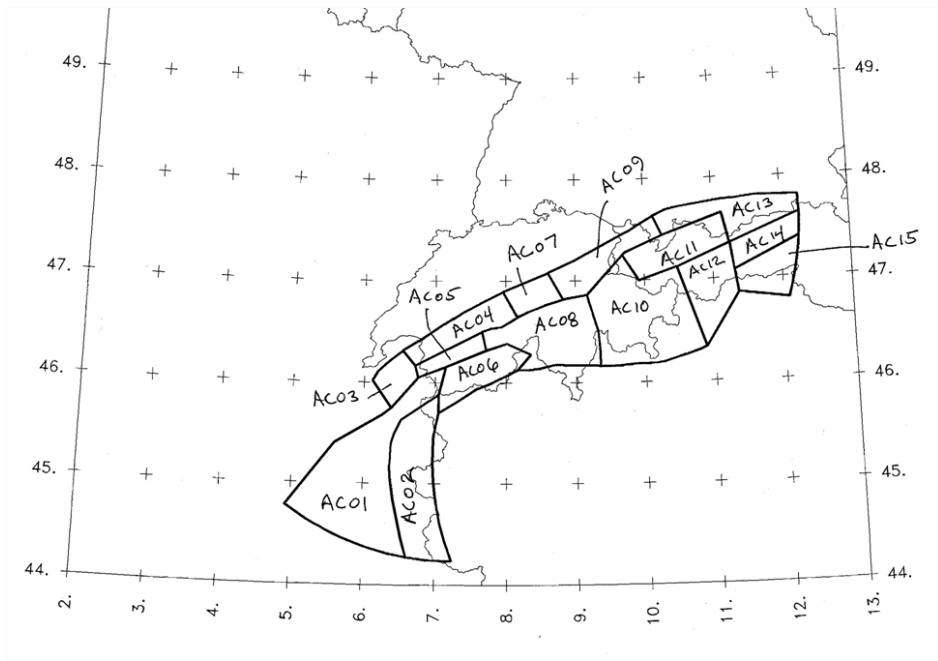 49.
49.
48.
48.
AC09
AC13
AC07
AC11
AC14
AC15
47.
AC12
47.
AC05
AC10
AC04
AC08
46.
AC06
46.
AC03
45.
45.
AC01
AC02
44.
44.
2.
3.
4.
5.
6.
7.
8.
9.
10.
11.
12.
13.